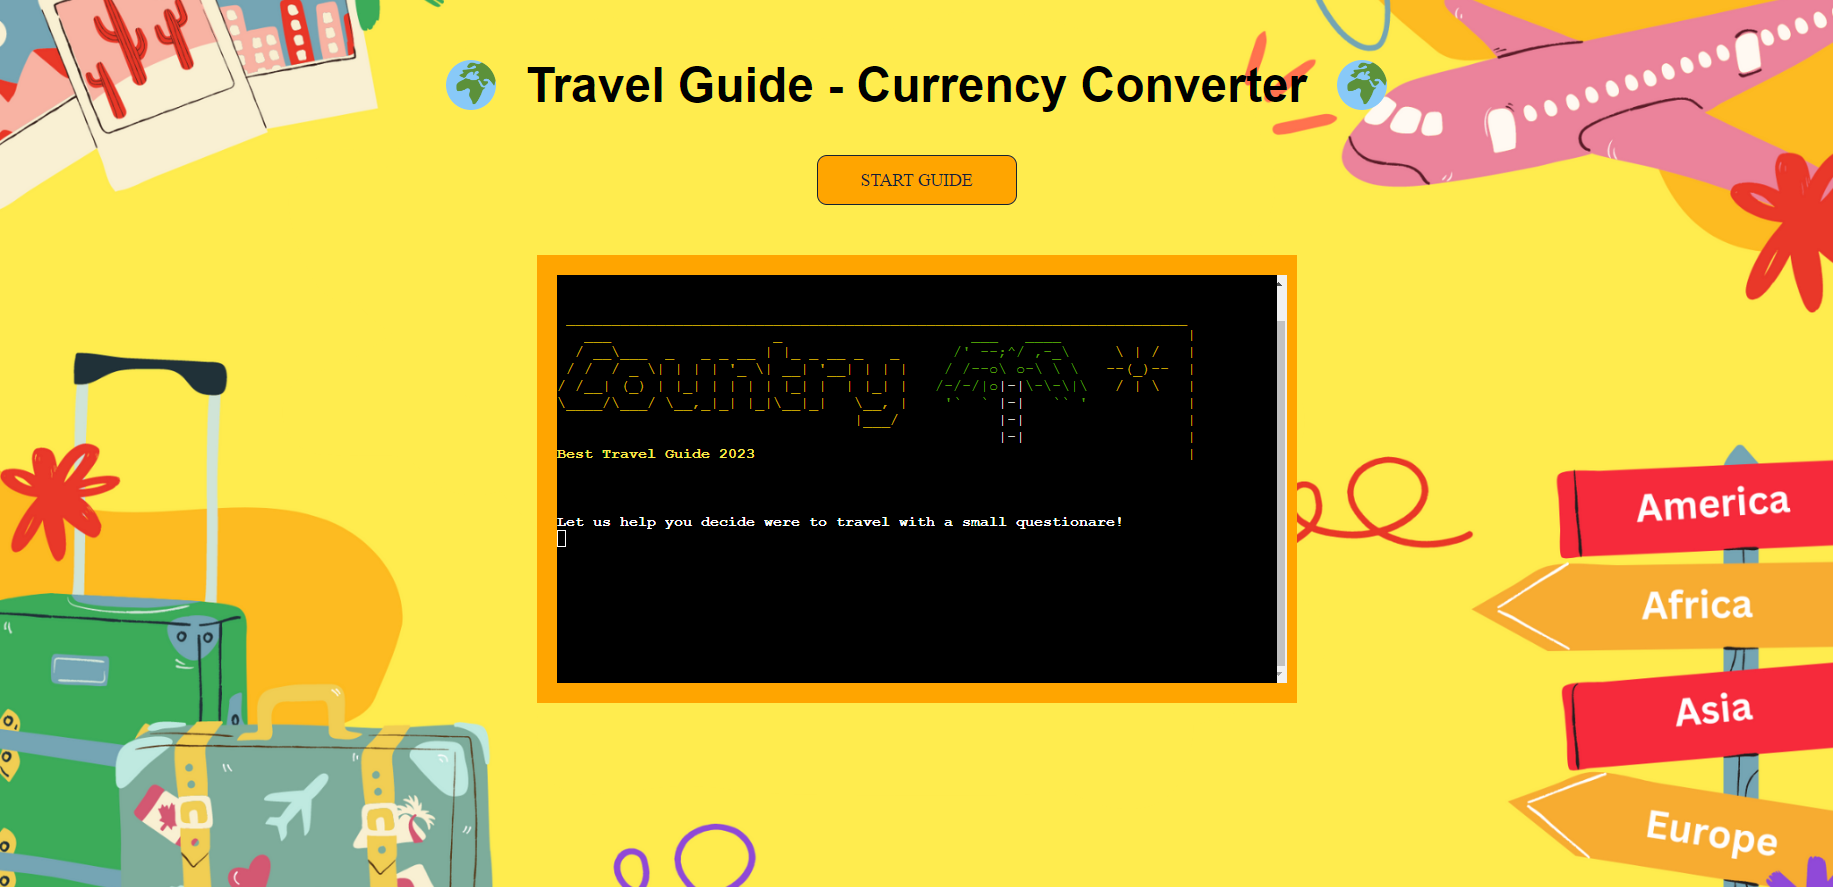 Travel Guide - Currency Converter
START GUIDE
Country
Best Travel Guide 2023
Let us help you decide were to travel with a small questionare!
America
Africa
Asia
Europe